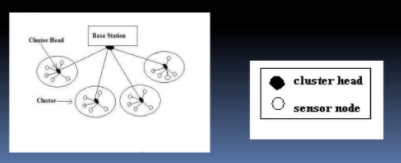 Base Station
Cluster Head
Cluster
cluster head
sensor node